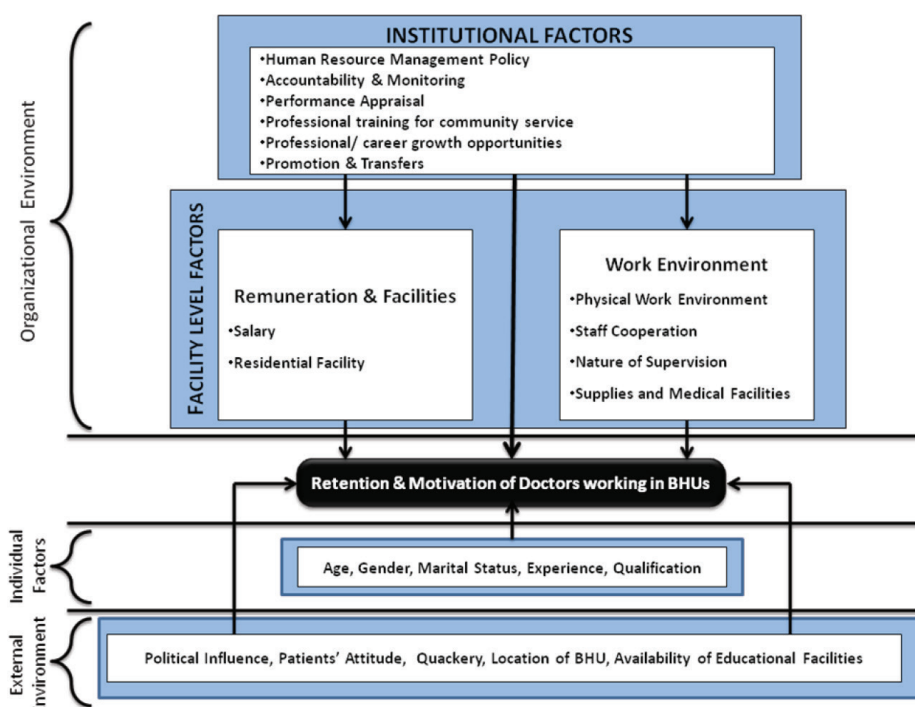 Organizational Environment
INSTITUTIONAL FACTORS
•Human Resource Management Policy
•Accountability & Monitoring
•Performance Appraisal
•Professional training for community service
•Professional/ career growth opportunities
•Promotion & Transfers
FACILITY LEVEL FACTORS
Remuneration & Facilities
•Salary
•Residential Facility
Work Environment
•Physical Work Environment
•Staff Cooperation
•Nature of Supervision
•Supplies and Medical Facilities
Retention & Motivation of Doctors working in BHUs
Individual
Factors
Age, Gender, Marital Status, Experience, Qualification
External
nvironment
Political Influence, Patients' Attitude, Quackery, Location of BHU, Availability of Educational Facilities